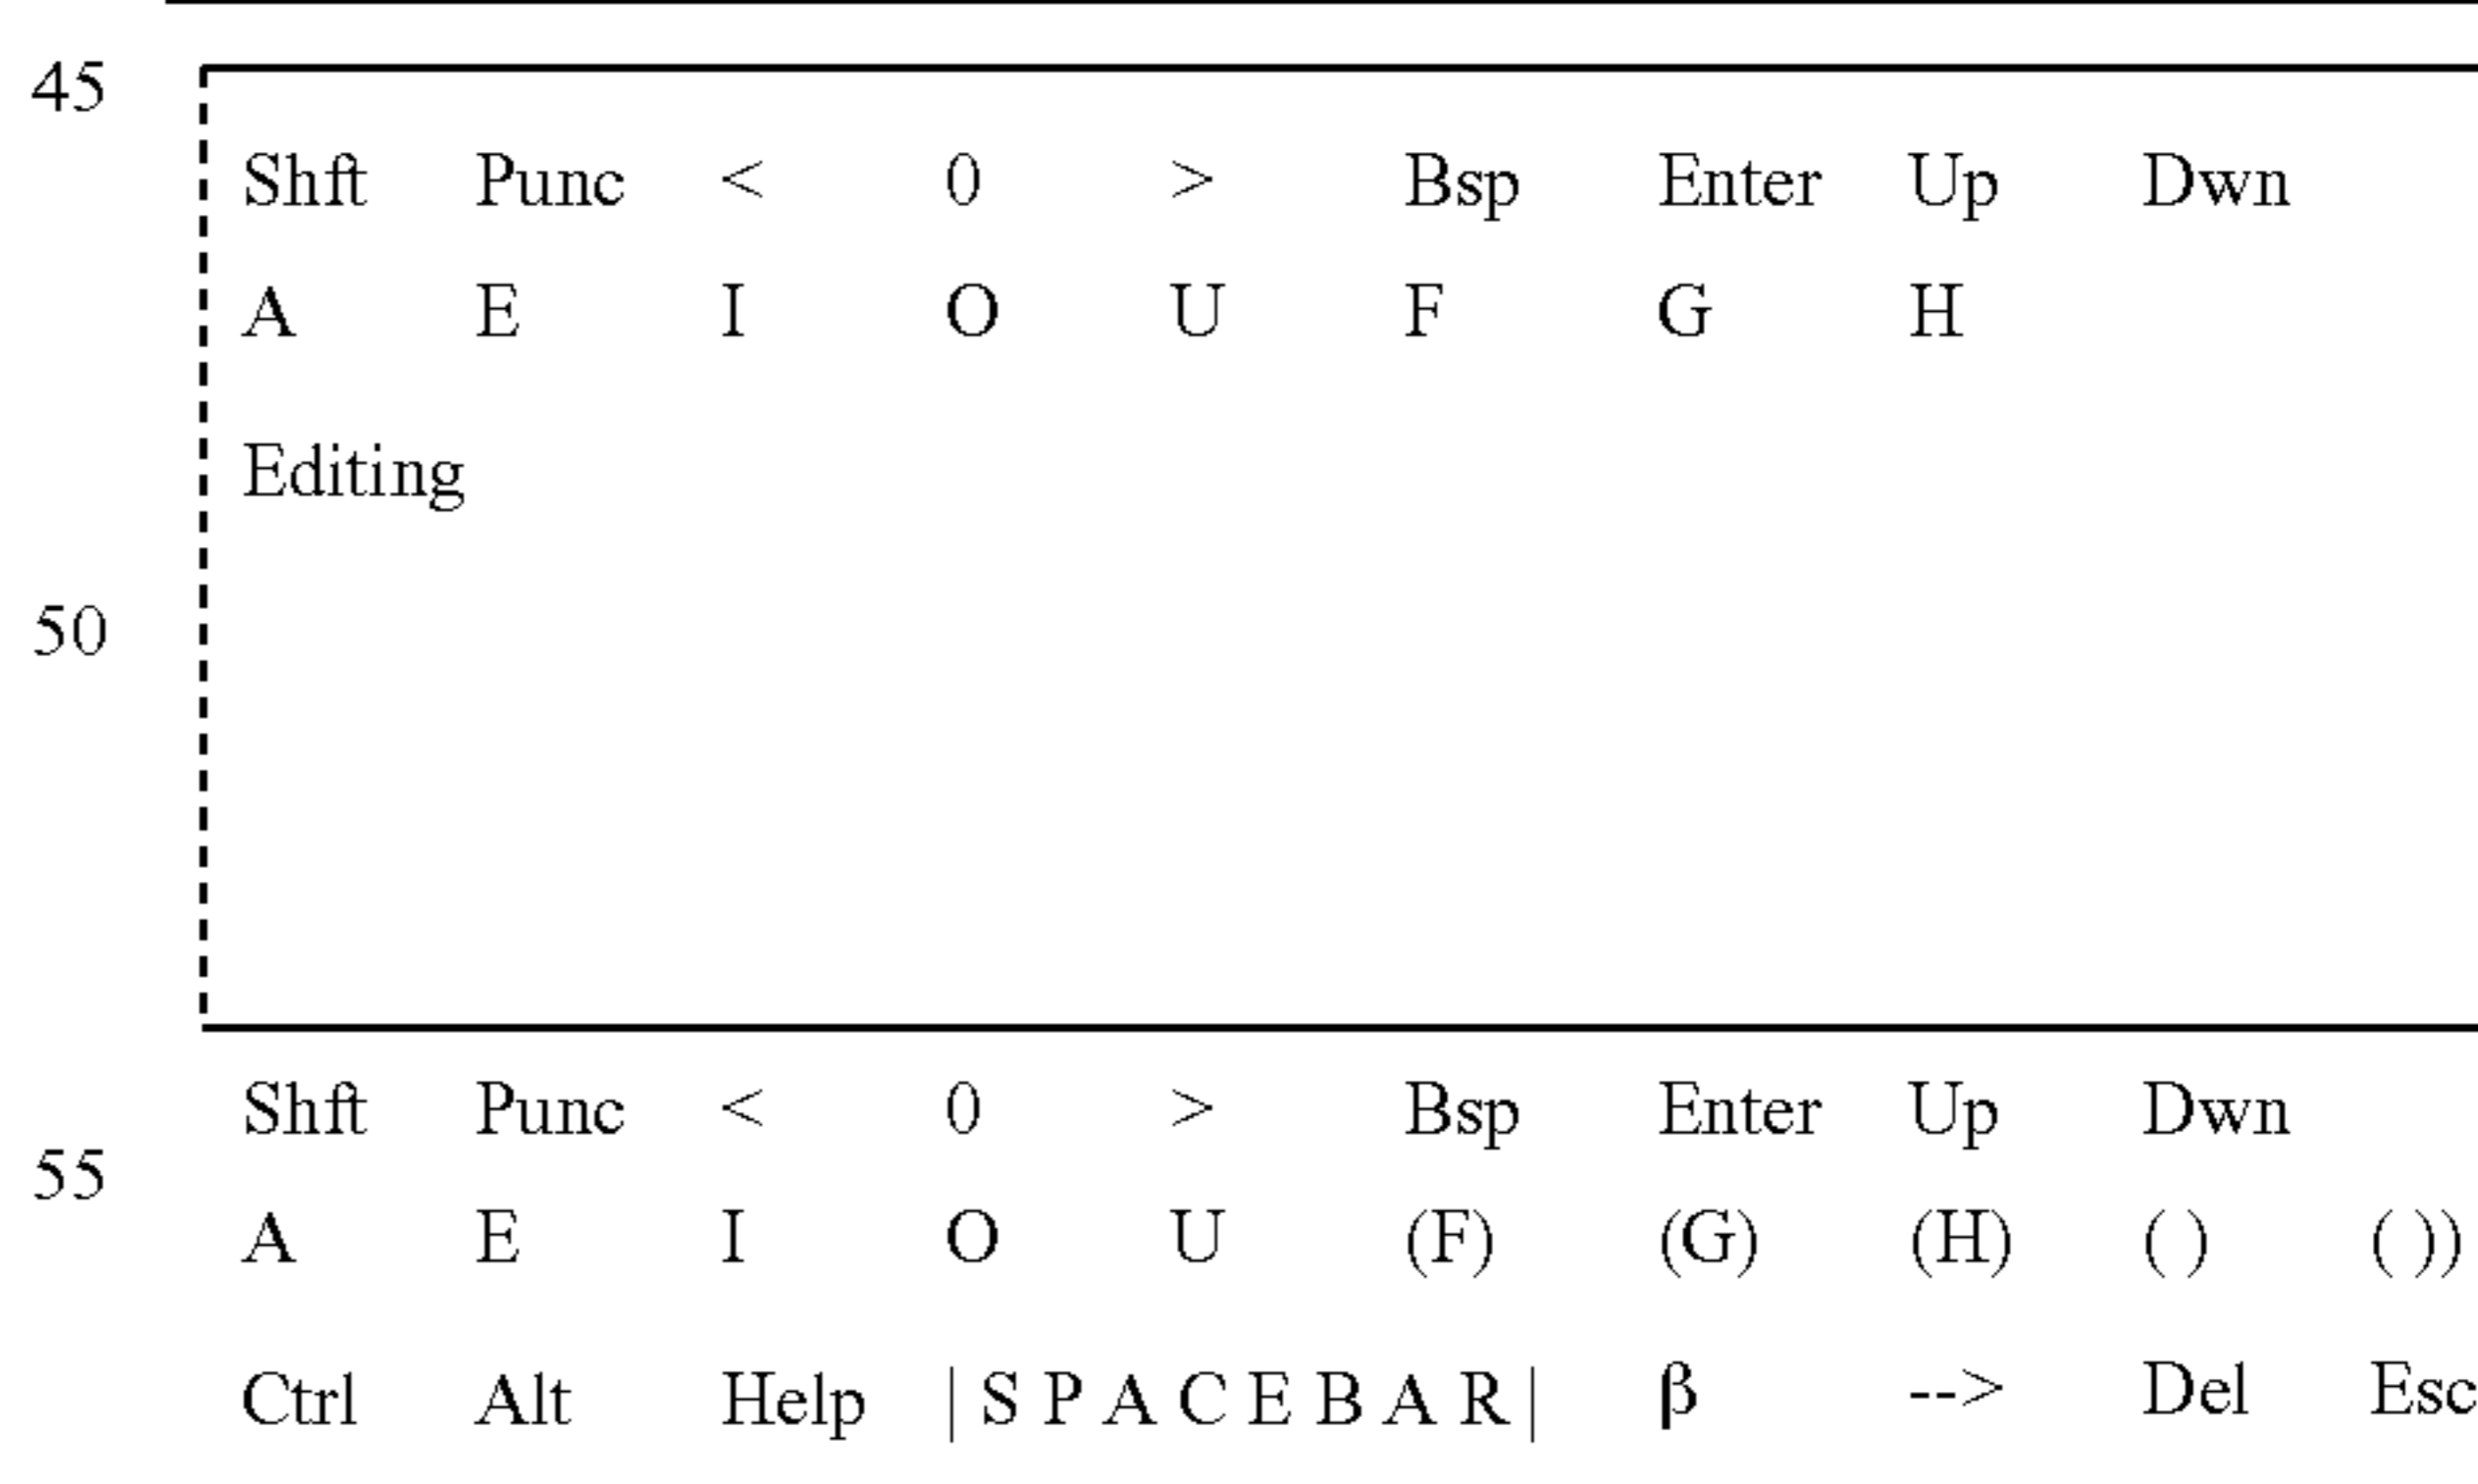 45
Shft Punc < 0 > Bsp Enter Up Dwn
A E I O U F G H
Editing
50
Shft Punc < 0 > Bsp Enter Up Dwn
55
A E I O U (F) (G) (H) ( ) ( ))
Ctrl Alt Help | S P A C E B A R | β --> Del Esc